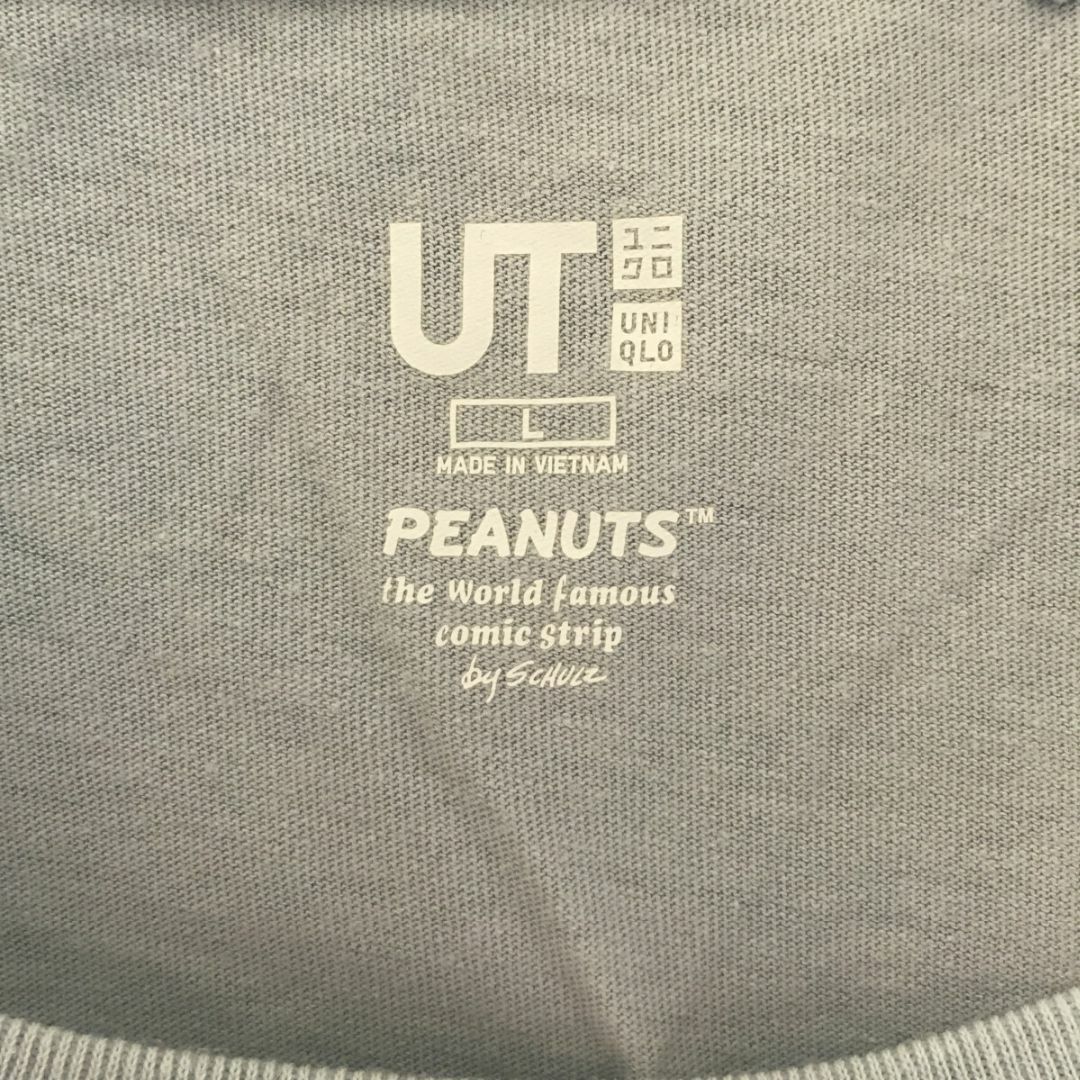 UT
ユニ
クロ
UNI
QLO
L
MADE IN VIETNAM
PEANUTS™
the World famous
comic strip
by SCHULZ